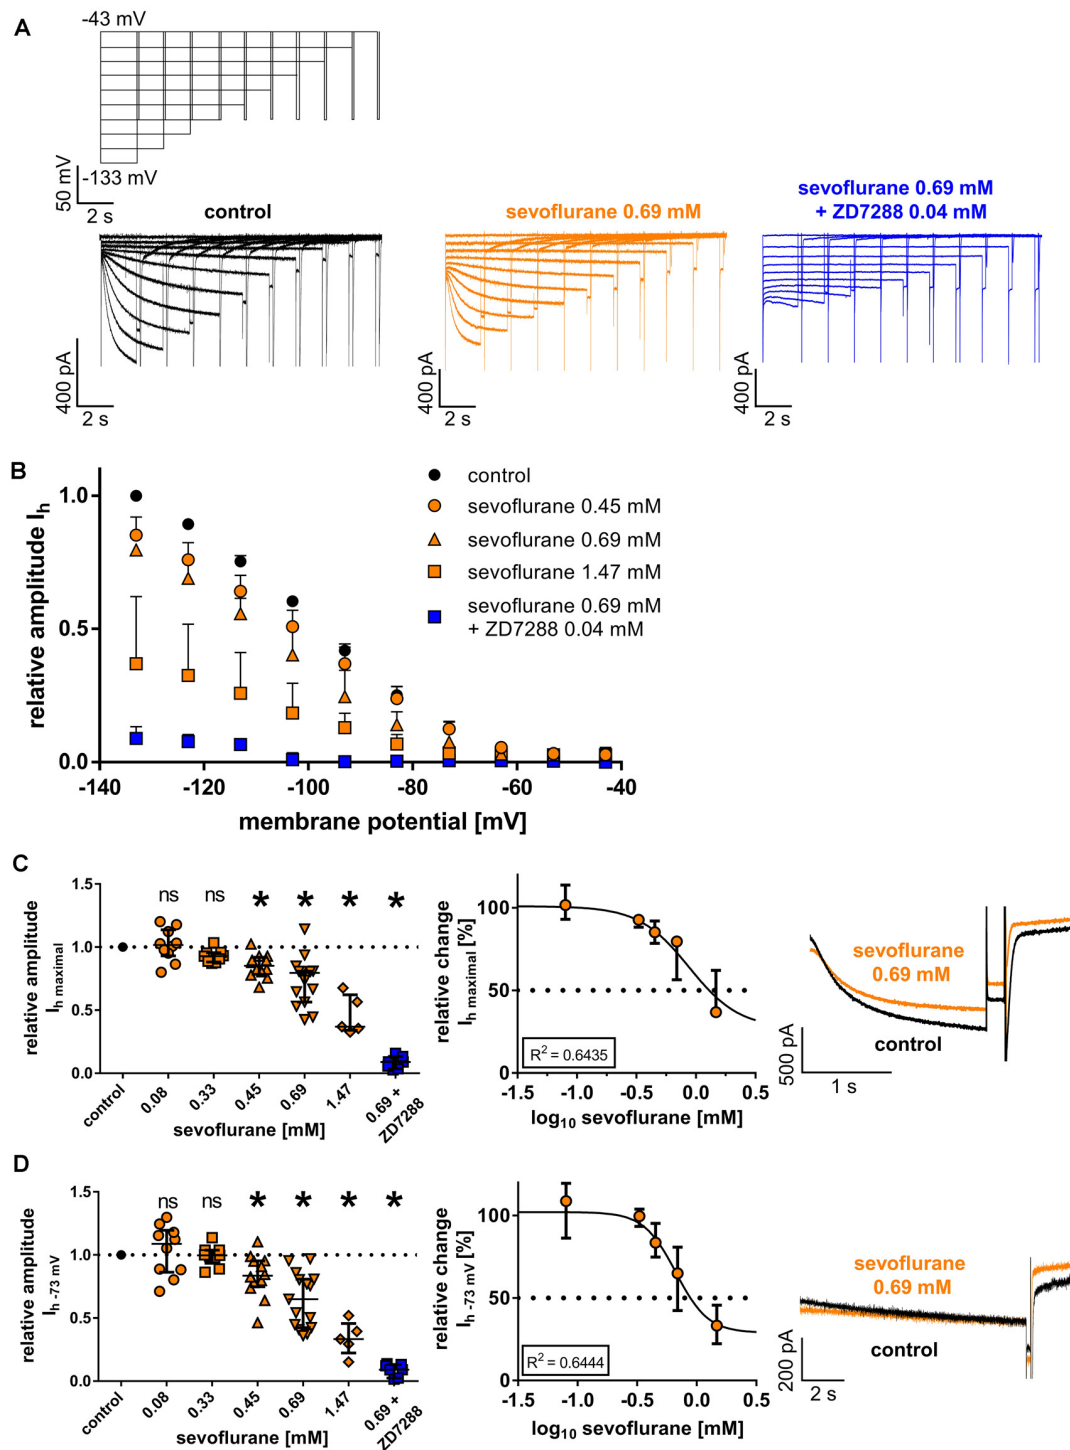 A
-43 mV
50 mV
-133 mV
2 s
control
400 pA
2 s
sevoflurane 0.69 mM
400 pA
2 s
sevoflurane 0.69 mM
+ ZD7288 0.04 mM
400 pA
2 s
B
relative amplitude Ih
1.0
0.5
0.0
-140 -120 -100 -80 -60 -40
membrane potential [mV]
control
sevoflurane 0.45 mM
sevoflurane 0.69 mM
sevoflurane 1.47 mM
sevoflurane 0.69 mM
+ ZD7288 0.04 mM
C
relative amplitude
Ih maximal
1.5
1.0
0.5
0.0
ns ns * * * *
control 0.08 0.33 0.45 0.69 1.47 0.69 +
ZD7288
sevoflurane [mM]
relative change
Ih maximal [%]
100
50
0
R2 = 0.6435
-1.5 -1.0 -0.5 0.0 0.5
log10 sevoflurane [mM]
sevoflurane
0.69 mM
control
500 pA
1 s
D
relative amplitude
Ih -73 mV
1.5
1.0
0.5
0.0
ns ns * * * *
control 0.08 0.33 0.45 0.69 1.47 0.69 +
ZD7288
sevoflurane [mM]
relative change
Ih -73 mV [%]
100
50
0
R2 = 0.6444
-1.5 -1.0 -0.5 0.0 0.5
log10 sevoflurane [mM]
sevoflurane
0.69 mM
control
200 pA
2 s